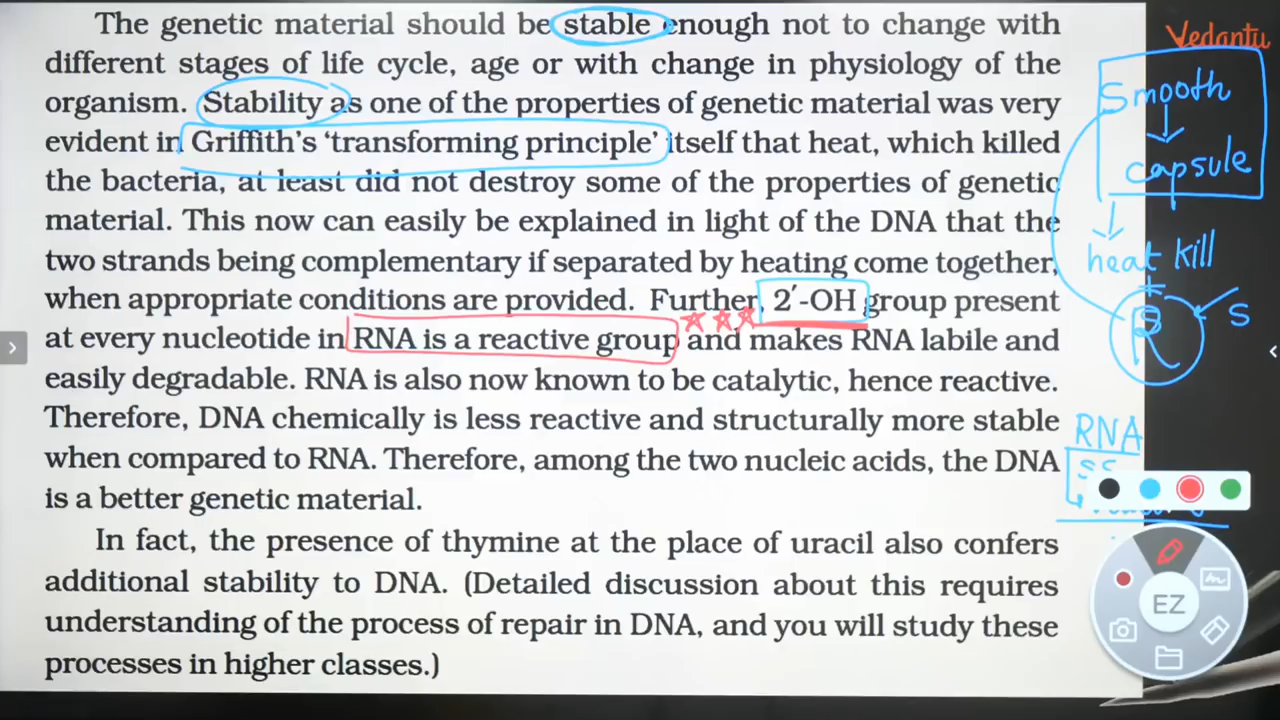 The genetic material should be stable enough not to change with
different stages of life cycle, age or with change in physiology of the
organism. Stability as one of the properties of genetic material was very
evident in Griffith's 'transforming principle' itself that heat, which killed
the bacteria, at least did not destroy some of the properties of genetic
material. This now can easily be explained in light of the DNA that the
two strands being complementary if separated by heating come together,
when appropriate conditions are provided. Further, 2′-OH group present
at every nucleotide in RNA is a reactive group and makes RNA labile and
easily degradable. RNA is also now known to be catalytic, hence reactive.
Therefore, DNA chemically is less reactive and structurally more stable
when compared to RNA. Therefore, among the two nucleic acids, the DNA
is a better genetic material.
In fact, the presence of thymine at the place of uracil also confers
additional stability to DNA. (Detailed discussion about this requires
understanding of the process of repair in DNA, and you will study these
processes in higher classes.)
Vedantu
Smooth
capsule
heat kill
R
S
RNA
SS
EZ